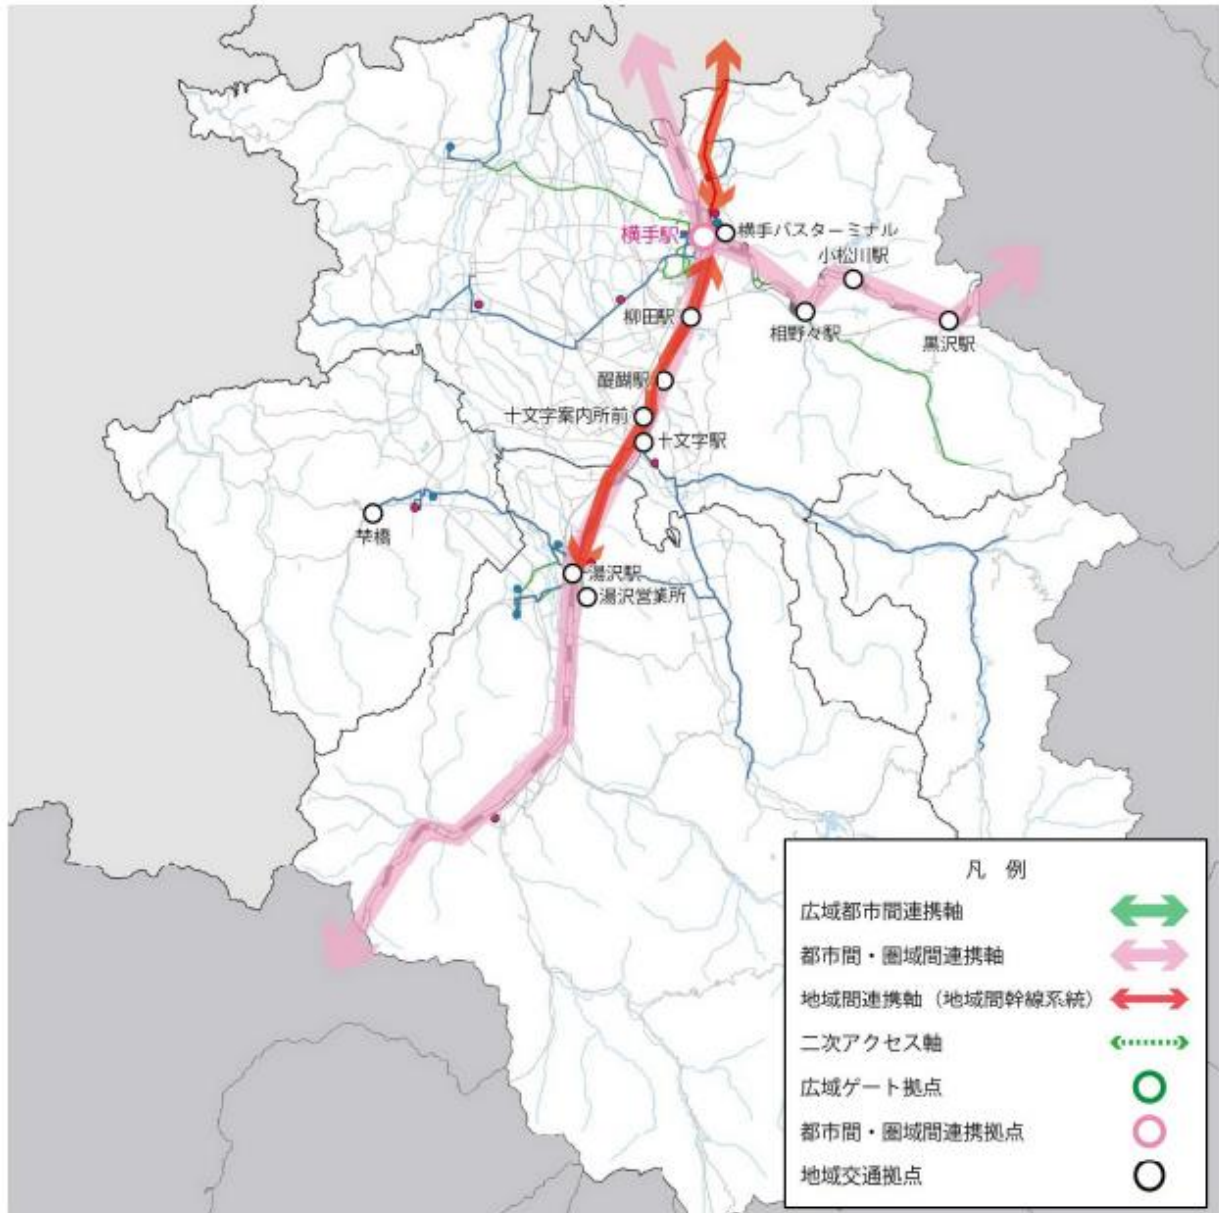 横手駅
横手バスターミナル
小松川駅
柳田駅
相野々駅
黒沢駅
醍醐駅
十文字案内所前
十文字駅
竿橋
湯沢駅
湯沢営業所
凡 例
広域都市間連携軸
都市間・圏域間連携軸
地域間連携軸（地域間幹線系統）
二次アクセス軸
広域ゲート拠点
都市間・圏域間連携拠点
地域交通拠点